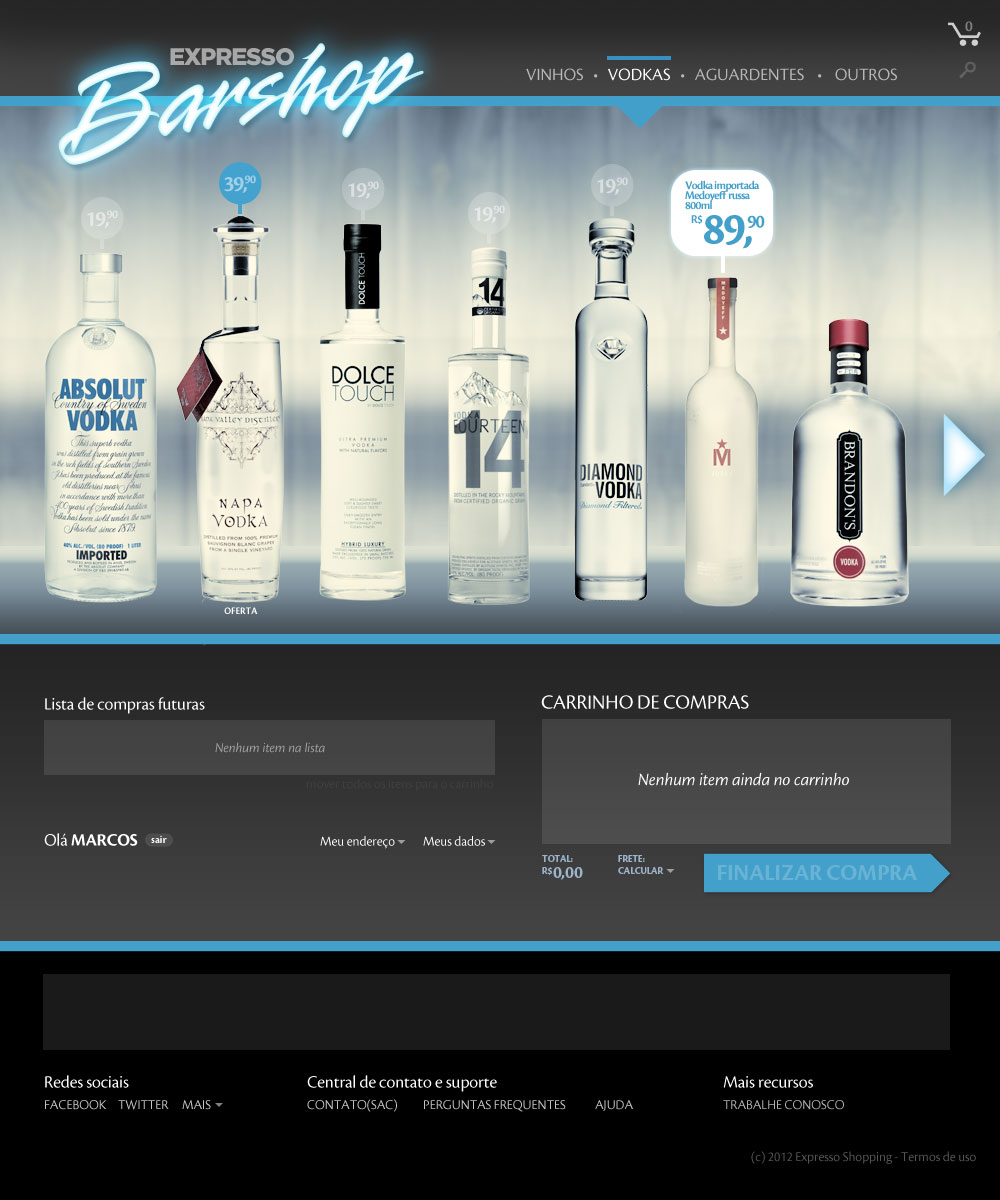 EXPRESSO
Barshop
0
VINHOS • VODKAS • AGUARDENTES • OUTROS
19,90
39,90
19,90
19,90
19,90
Vodka importada
Medoyeff russa
800ml
R$ 89,90
ABSOLUT
Country of Sweden
VODKA
This superb vodka
was distilled from grain grown
in the rich fields of southern Sweden.
It has been produced at the famous
old distilleries near Åhus
in accordance with more than
400 years of Swedish tradition.
Vodka has been sold under the name
Absolut since 1879.
40% ALC./VOL. (80 PROOF) 1 LITER
IMPORTED
NAPA VALLEY DISTILLERY
NAPA
VODKA
DISTILLED FROM 100% PREMIUM
SAUVIGNON BLANC GRAPES
FROM A SINGLE VINEYARD
OFERTA
DOLCE TOUCH
DOLCE
TOUCH
ULTRA PREMIUM
VODKA
WITH NATURAL FLAVORS
HYBRID LUXURY
14
VODKA
FOURTEEN
14
DISTILLED IN THE ROCKY MOUNTAINS
FROM CERTIFIED ORGANIC GRAIN
DIAMOND
VODKA
Diamond Filtered
MEDOYEFF
M
BRANDON'S
VODKA
Lista de compras futuras
Nenhum item na lista
mover todos os itens para o carrinho
Olá MARCOS sair
Meu endereço
Meus dados
CARRINHO DE COMPRAS
Nenhum item ainda no carrinho
TOTAL:
R$0,00
FRETE:
CALCULAR
FINALIZAR COMPRA
Redes sociais
FACEBOOK TWITTER MAIS
Central de contato e suporte
CONTATO(SAC) PERGUNTAS FREQUENTES AJUDA
Mais recursos
TRABALHE CONOSCO
(c) 2012 Expresso Shopping - Termos de uso